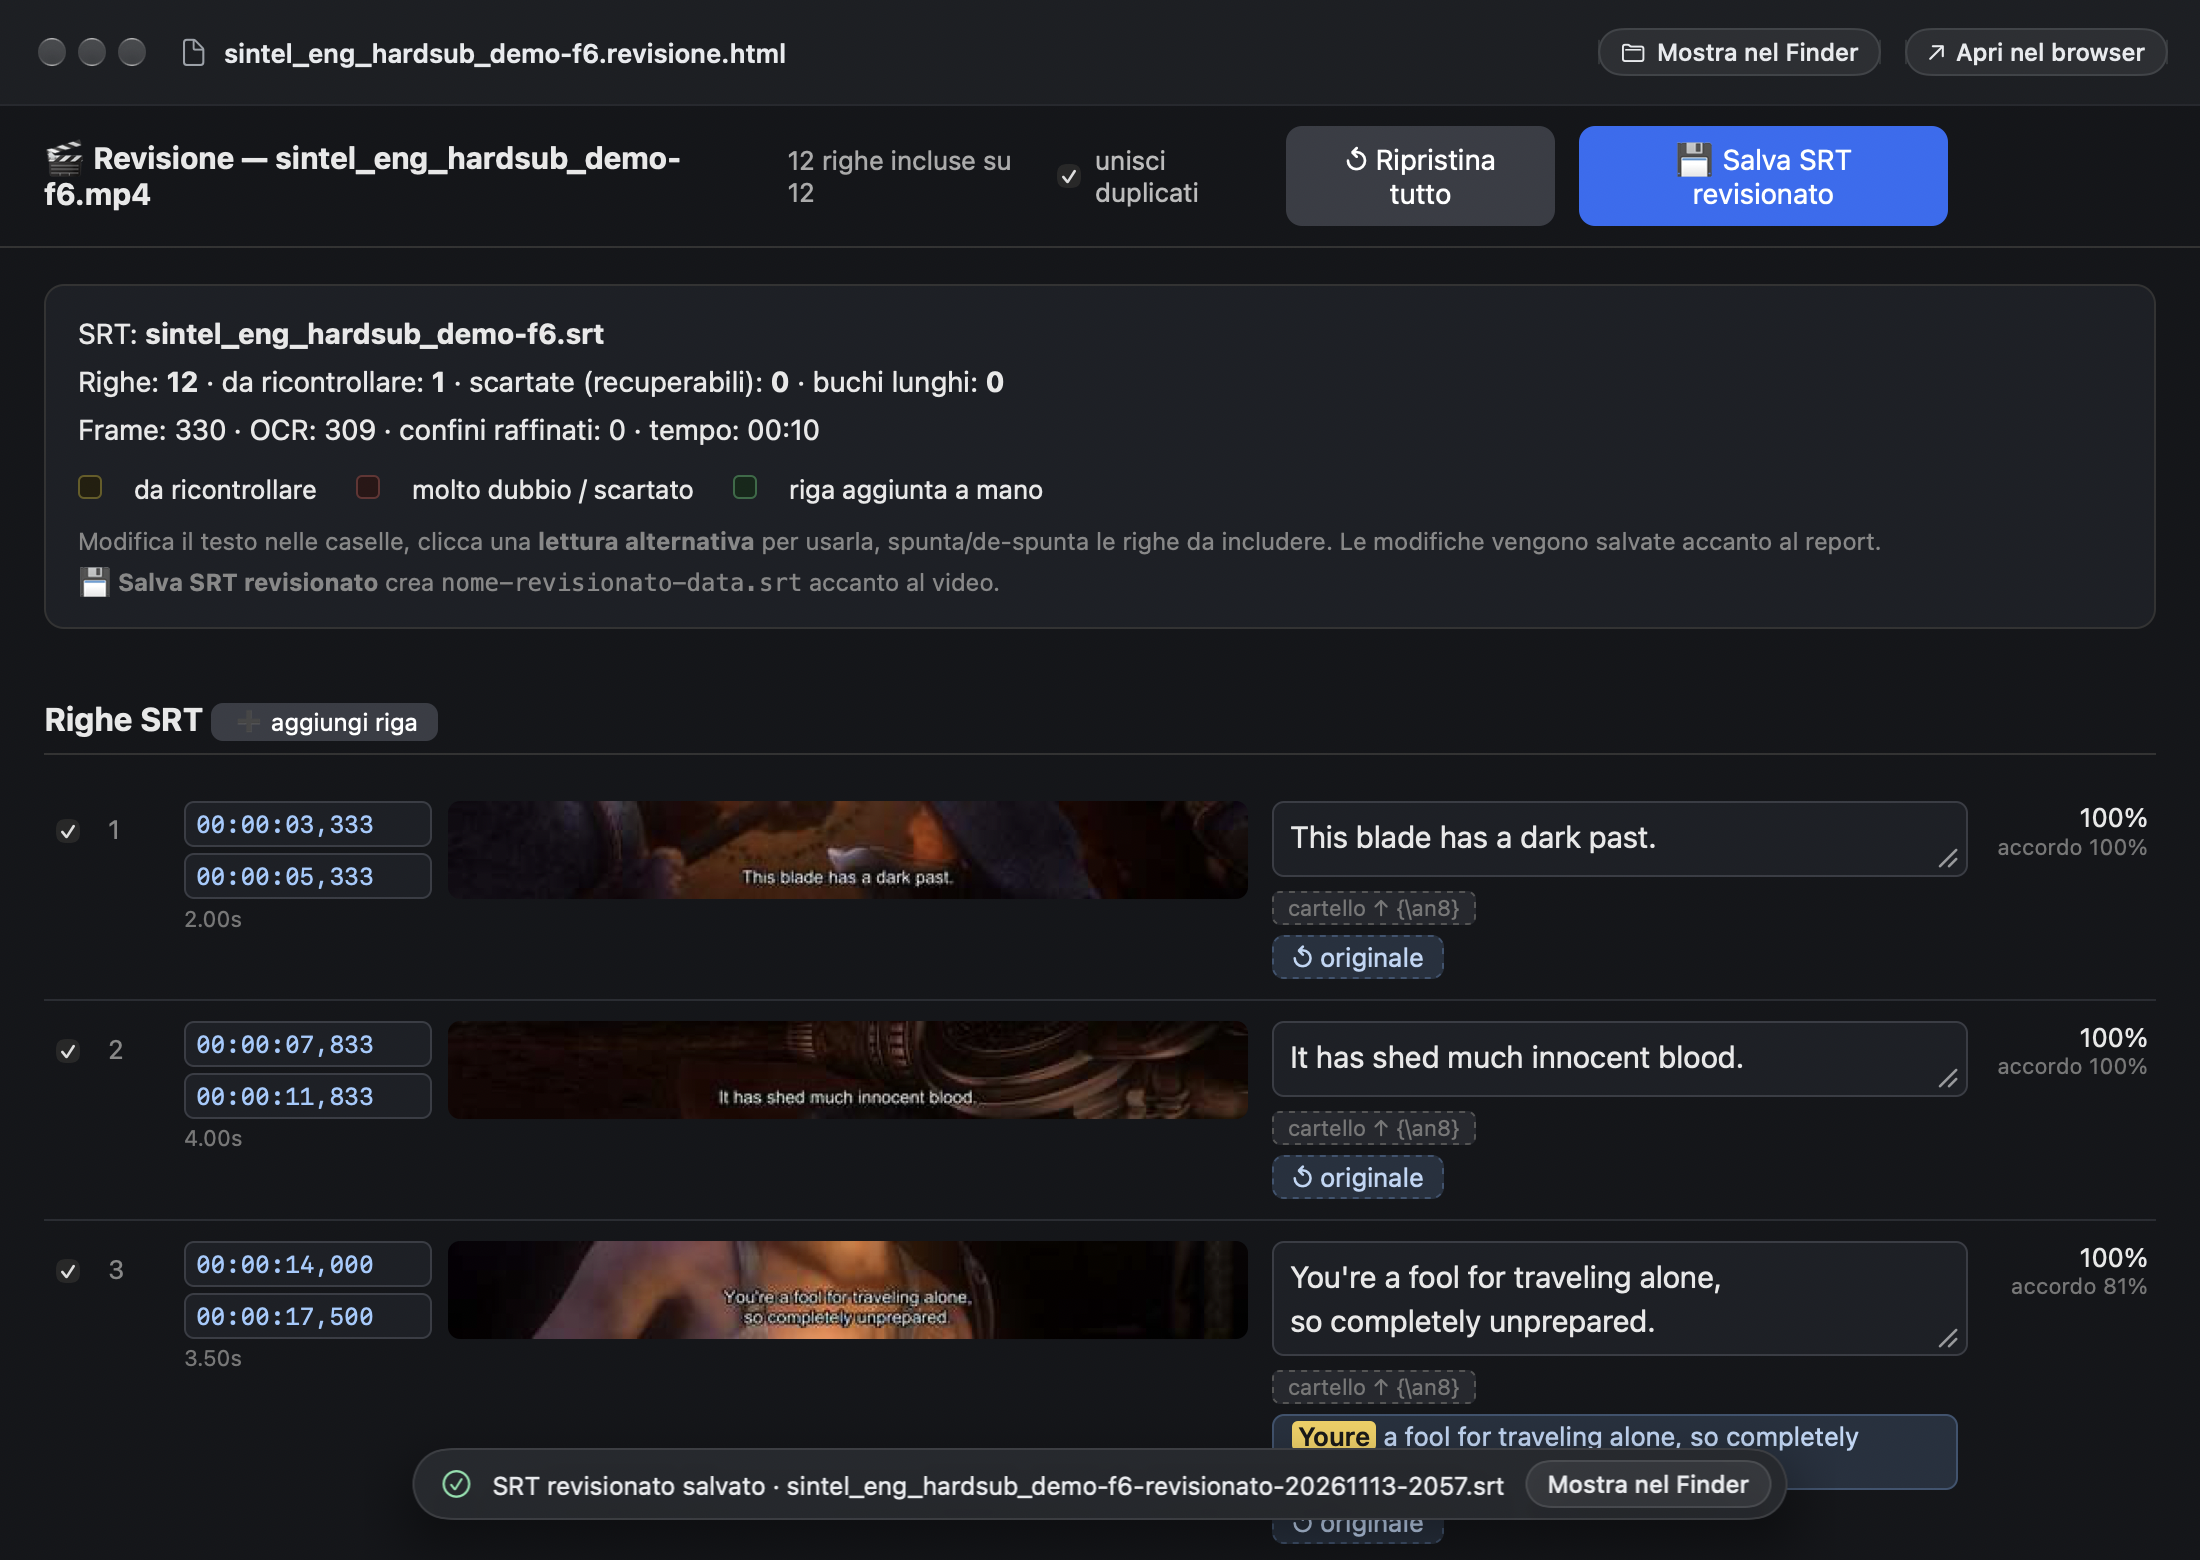 sintel_eng_hardsub_demo-f6.revisione.html
Mostra nel Finder
Apri nel browser
🎬 Revisione — sintel_eng_hardsub_demo-
f6.mp4
12 righe incluse su
12
unisci
duplicati
↺ Ripristina
tutto
💾 Salva SRT
revisionato
SRT: sintel_eng_hardsub_demo-f6.srt
Righe: 12 · da ricontrollare: 1 · scartate (recuperabili): 0 · buchi lunghi: 0
Frame: 330 · OCR: 309 · confini raffinati: 0 · tempo: 00:10
da ricontrollare
molto dubbio / scartato
riga aggiunta a mano
Modifica il testo nelle caselle, clicca una lettura alternativa per usarla, spunta/de-spunta le righe da includere. Le modifiche vengono salvate accanto al report.
💾 Salva SRT revisionato crea nome-revisionato-data.srt accanto al video.
Righe SRT
➕ aggiungi riga
1
00:00:03,333
00:00:05,333
2.00s
This blade has a dark past.
This blade has a dark past.
cartello ↑ {\an8}
↺ originale
100%
accordo 100%
2
00:00:07,833
00:00:11,833
4.00s
It has shed much innocent blood.
It has shed much innocent blood.
cartello ↑ {\an8}
↺ originale
100%
accordo 100%
3
00:00:14,000
00:00:17,500
3.50s
You're a fool for traveling alone,
so completely unprepared.
You're a fool for traveling alone,
so completely unprepared.
cartello ↑ {\an8}
Youre a fool for traveling alone, so completely
↺ originale
100%
accordo 81%
SRT revisionato salvato · sintel_eng_hardsub_demo-f6-revisionato-20261113-2057.srt
Mostra nel Finder